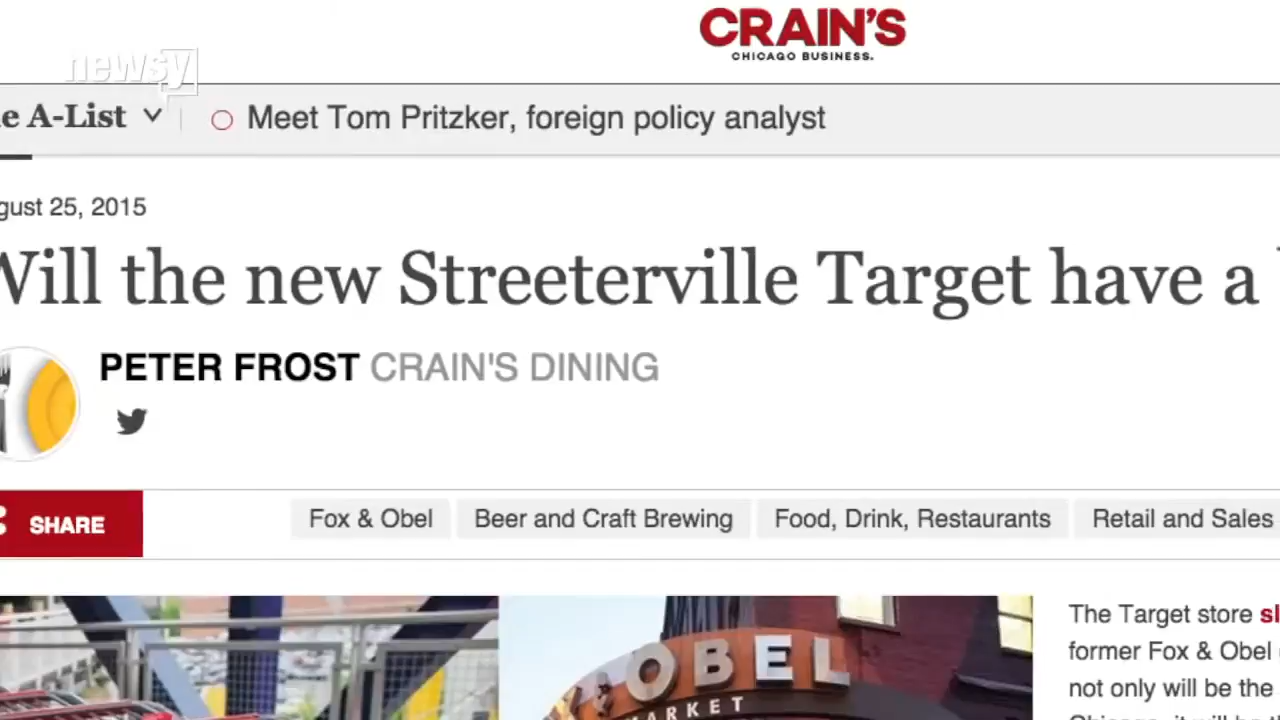 CRAIN'S
CHICAGO BUSINESS.
newsy
A-List
Meet Tom Pritzker, foreign policy analyst
25, 2015
Will the new Streeterville Target have a
PETER FROST CRAIN'S DINING
SHARE
Fox & Obel Beer and Craft Brewing Food, Drink, Restaurants Retail and Sales
OBEL
MARKET
The Target store
former Fox & Obel
not only will be the